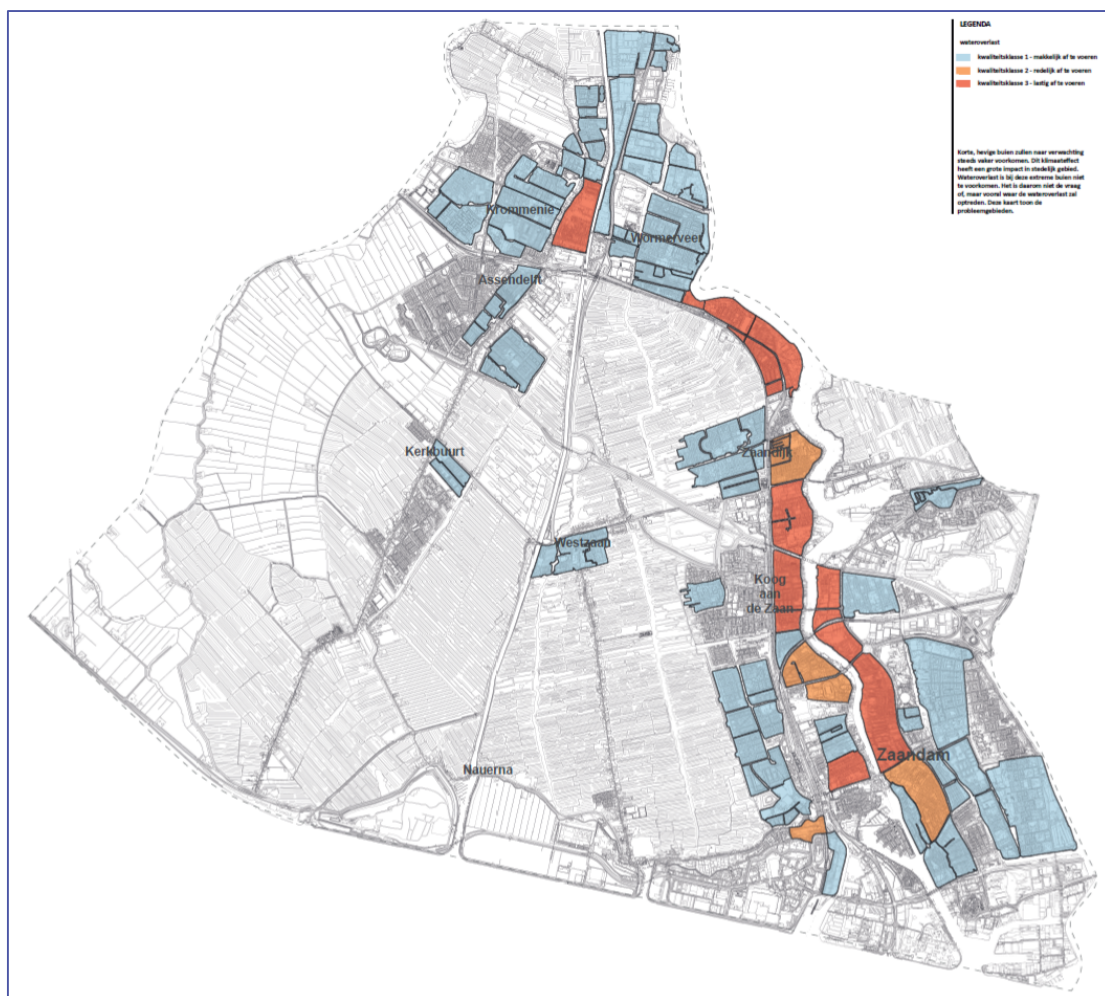 LEGENDA
wateroverlast
kwaliteitsklasse 1 - makkelijk af te voeren
kwaliteitsklasse 2 - redelijk af te voeren
kwaliteitsklasse 3 - lastig af te voeren
Korte, hevige buien zullen naar verwachting
steeds vaker voorkomen. Dit klimaateffect
heeft een grote impact in stedelijk gebied.
Wateroverlast is bij deze extreme buien niet
te voorkomen. Het is daarom niet de vraag
of, maar vooral waar de wateroverlast zal
optreden. Deze kaart toon de
probleemgebieden.
Krommenie
Wormerveer
Assendelft
Kerkbuurt
Zaandijk
Westzaan
Koog
aan
de Zaan
Zaandam
Nauerna